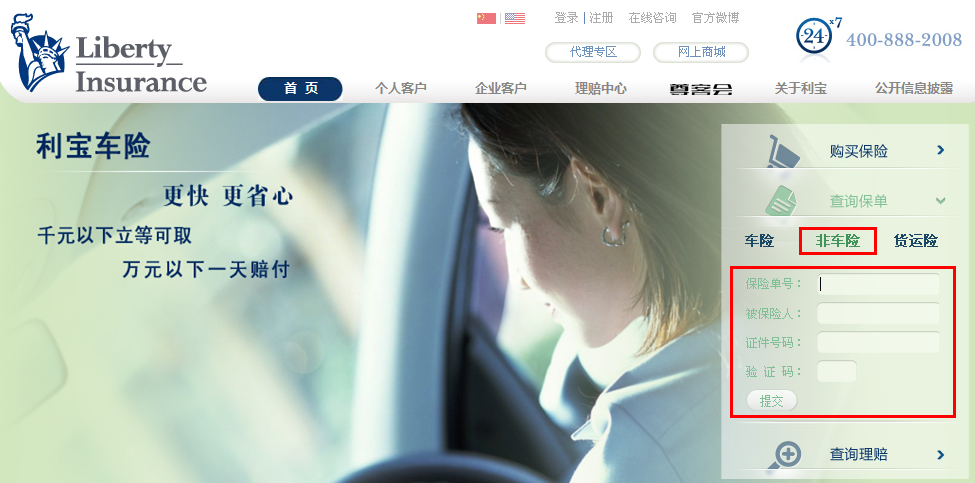 登录 | 注册 在线咨询 官方微博
24 x7 400-888-2008
Liberty
Insurance
代理专区 网上商城
首 页 个人客户 企业客户 理赔中心 尊客会 关于利宝 公开信息披露
利宝车险
更快 更省心
千元以下立等可取
万元以下一天赔付
购买保险
查询保单
车险 非车险 货运险
保险单号：
被保险人：
证件号码：
验 证 码：
提交
查询理赔